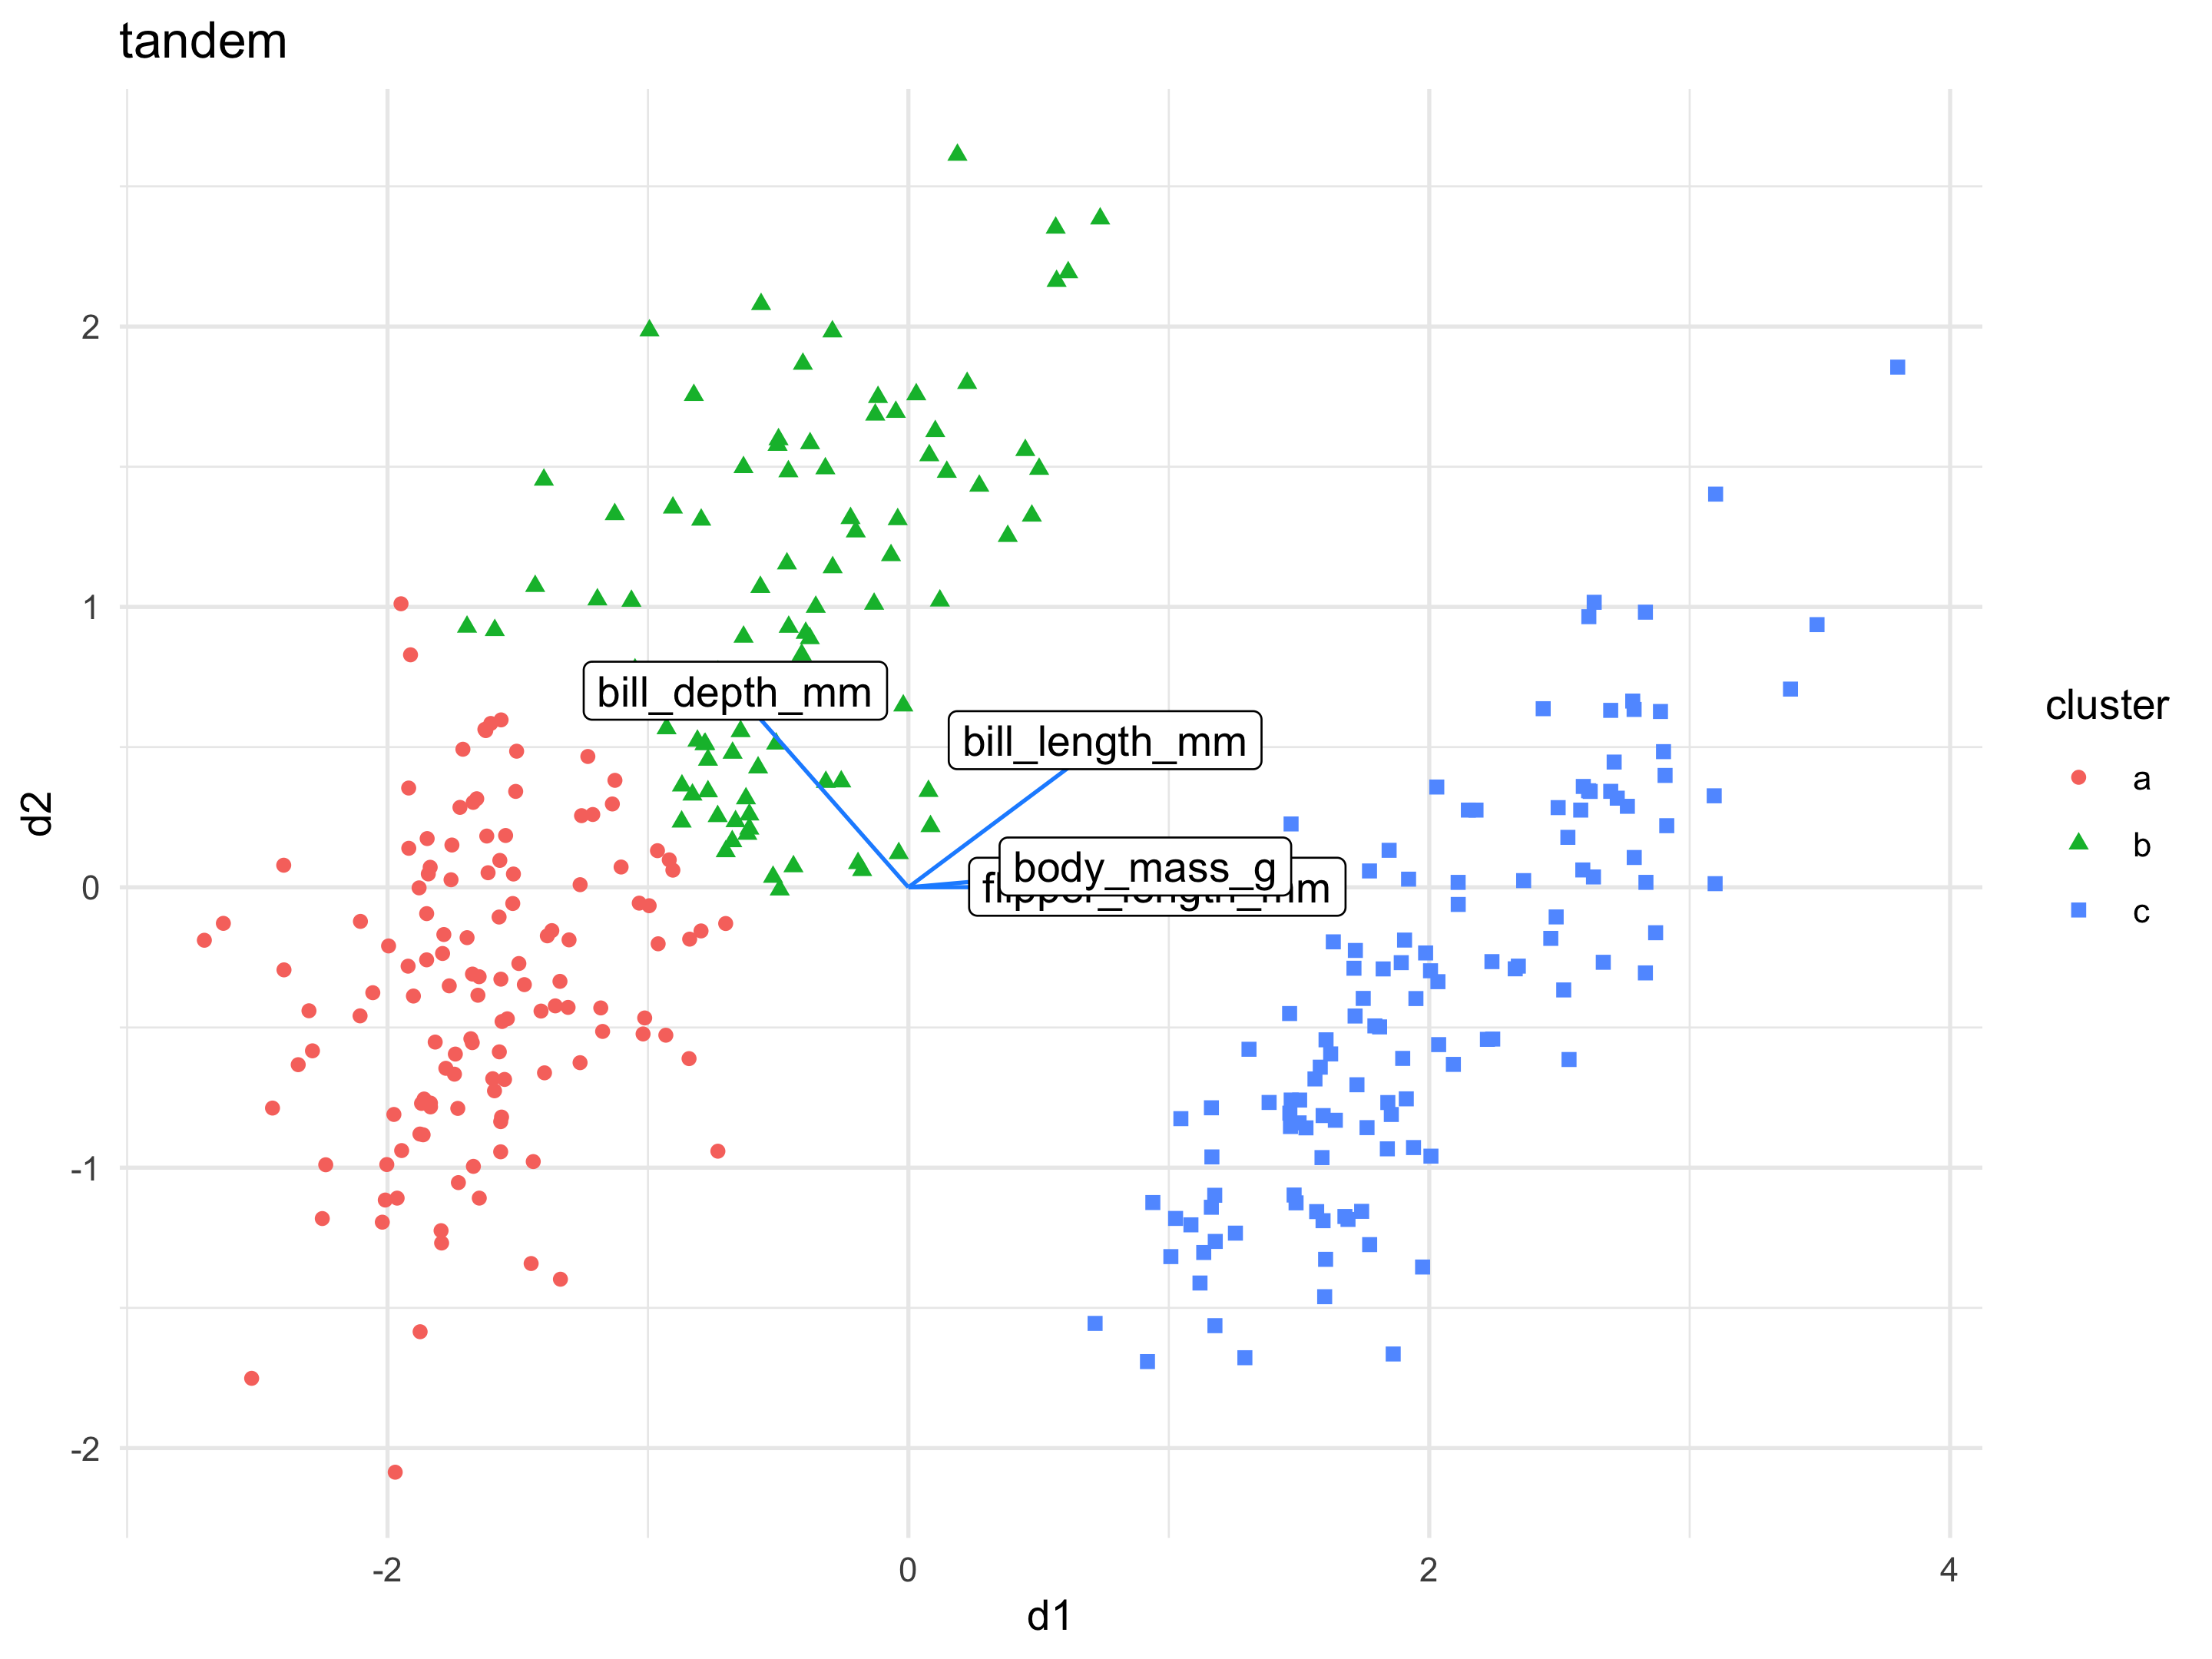 tandem
d2
2
1
0
-1
-2
bill_depth_mm
bill_length_mm
body_mass_g
-2
0
2
4
d1
cluster
a
b
c